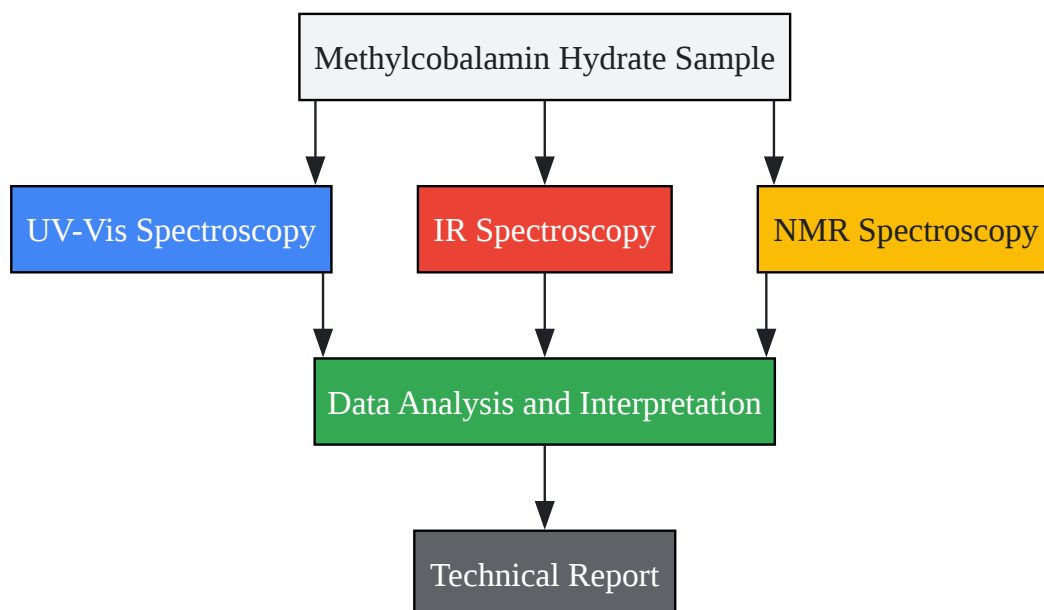 Methylcobalamin Hydrate Sample
UV-Vis Spectroscopy
IR Spectroscopy
NMR Spectroscopy
Data Analysis and Interpretation
Technical Report